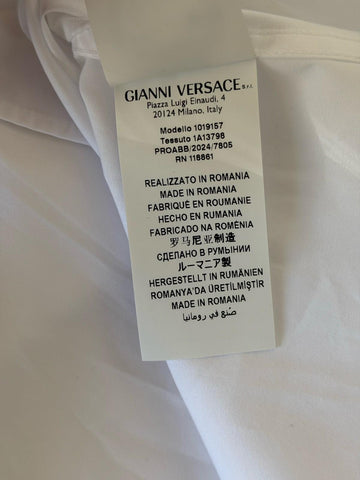 GIANNI VERSACE S.r.l.
Piazza Luigi Einaudi, 4
20124 Milano, Italy
Modello 1019157
Tessuto 1A13798
PROABB/2024/7805
RN 118861
REALIZZATO IN ROMANIA
MADE IN ROMANIA
FABRIQUÉ EN ROUMANIE
HECHO EN RUMANIA
FABRICADO NA ROMÉNIA
罗马尼亚制造
СДЕЛАНО В РУМЫНИИ
ルーマニア製
HERGESTELLT IN RUMÄNIEN
ROMANYA'DA ÜRETİLMİŞTİR
MADE IN ROMANIA
صُنع في رومانيا